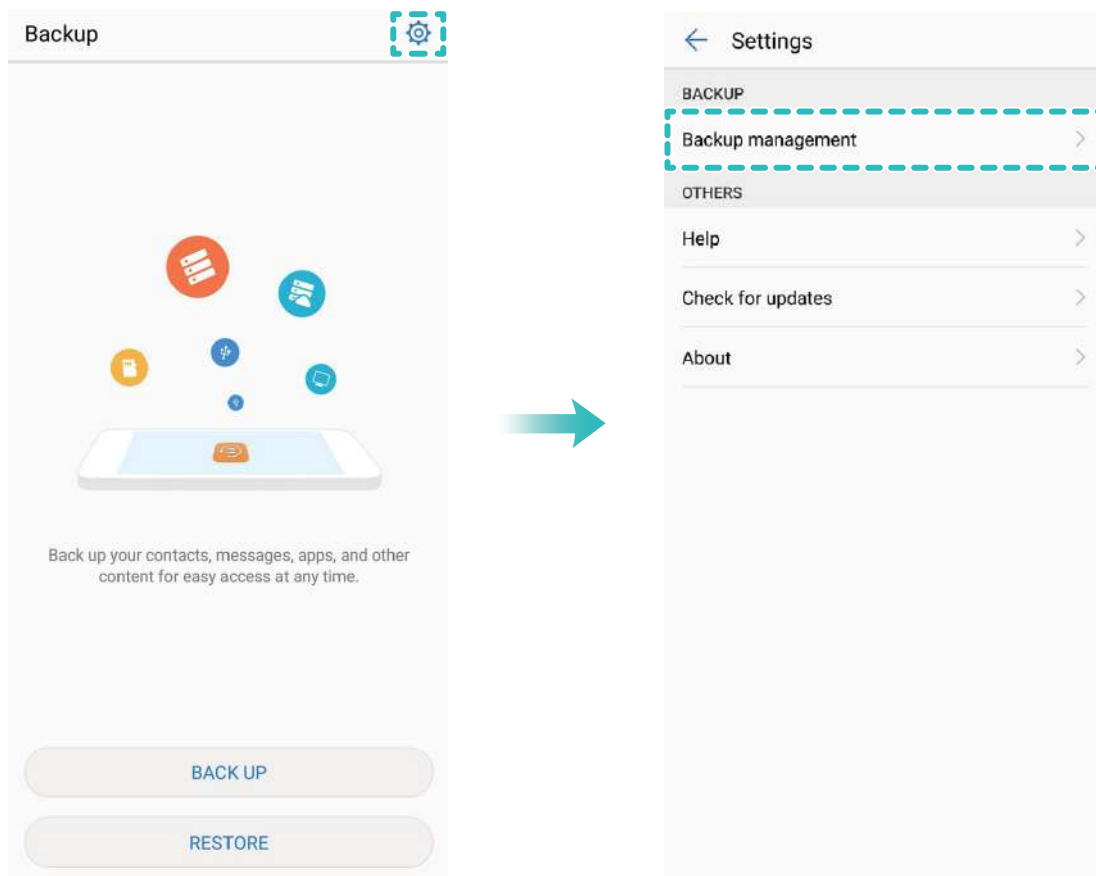 Backup
Back up your contacts, messages, apps, and other
content for easy access at any time.
BACK UP
RESTORE
Settings
BACKUP
Backup management
OTHERS
Help
Check for updates
About